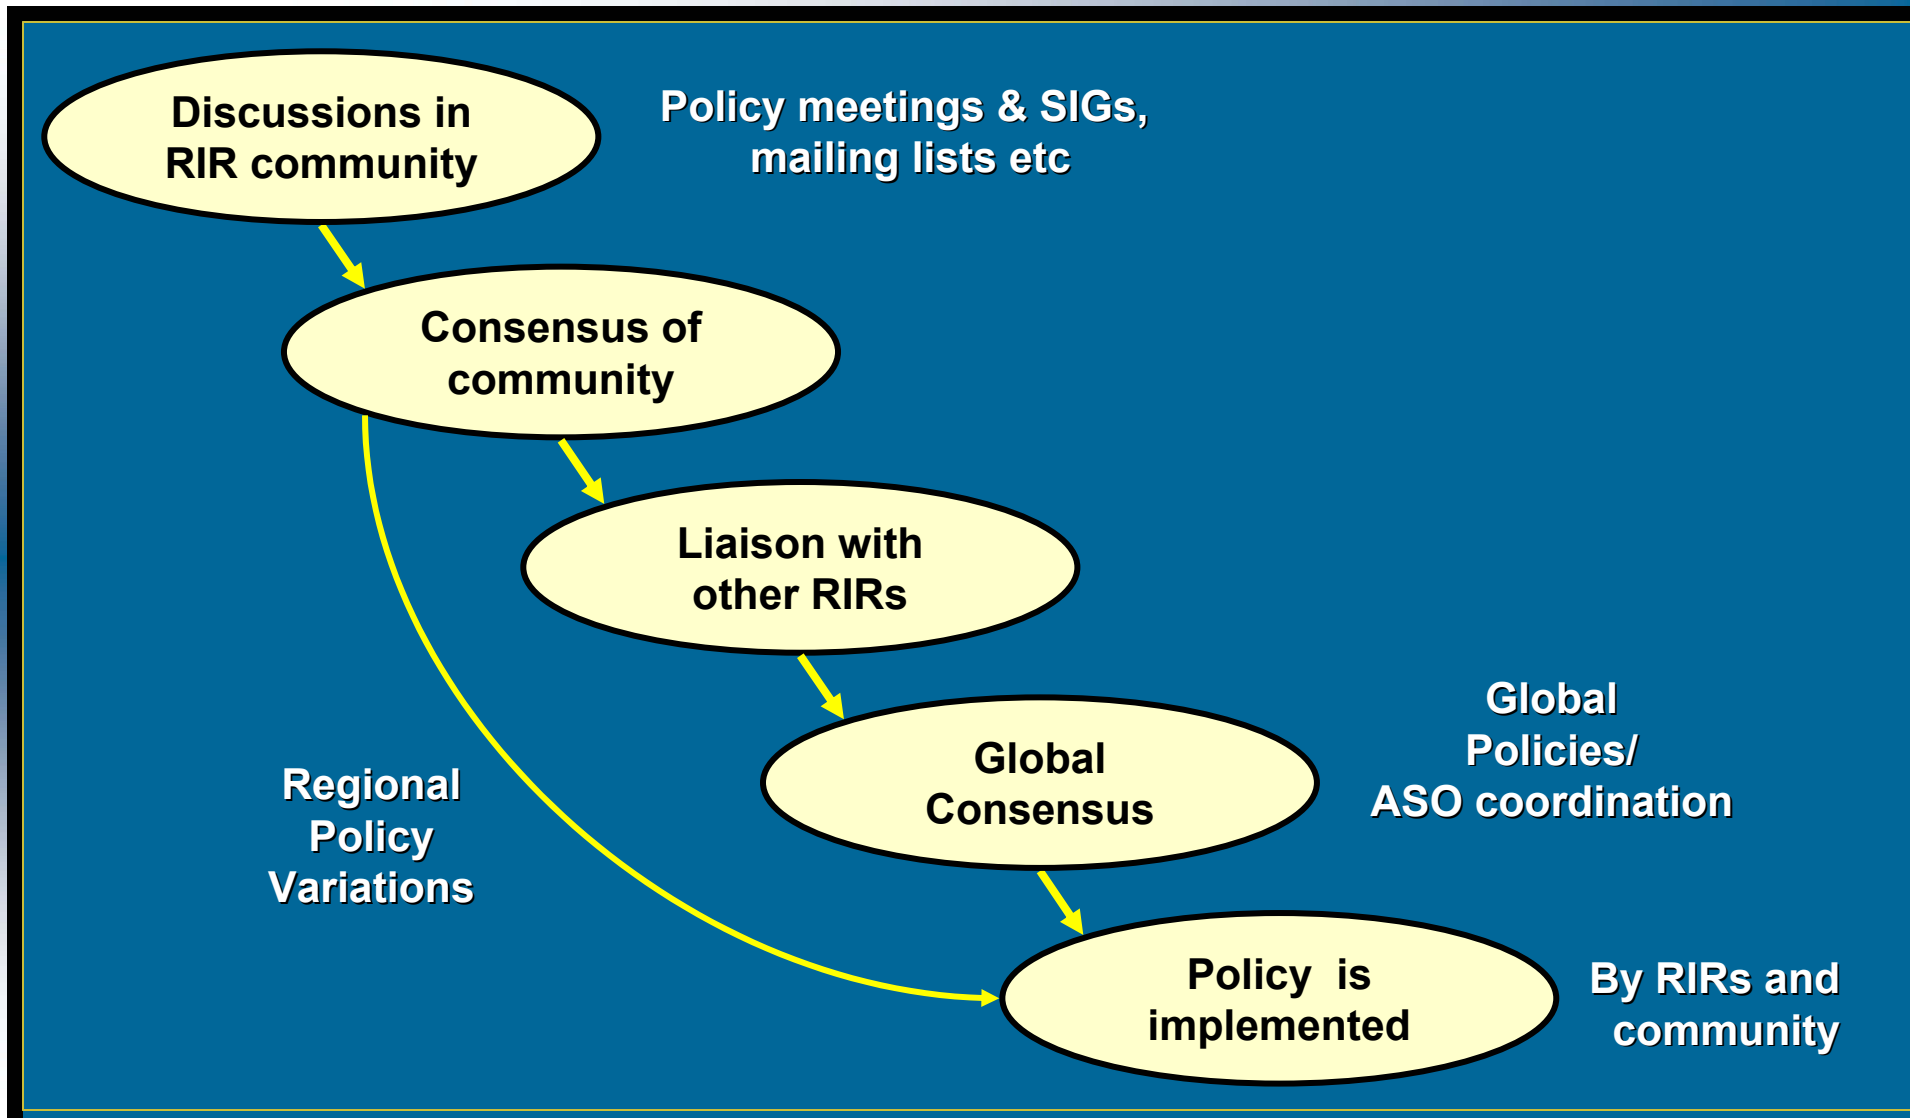 Discussions in
RIR community
Policy meetings & SIGs,
mailing lists etc
Consensus of
community
Liaison with
other RIRs
Global
Consensus
Global
Policies/
ASO coordination
Regional
Policy
Variations
Policy  is
implemented
By RIRs and
community